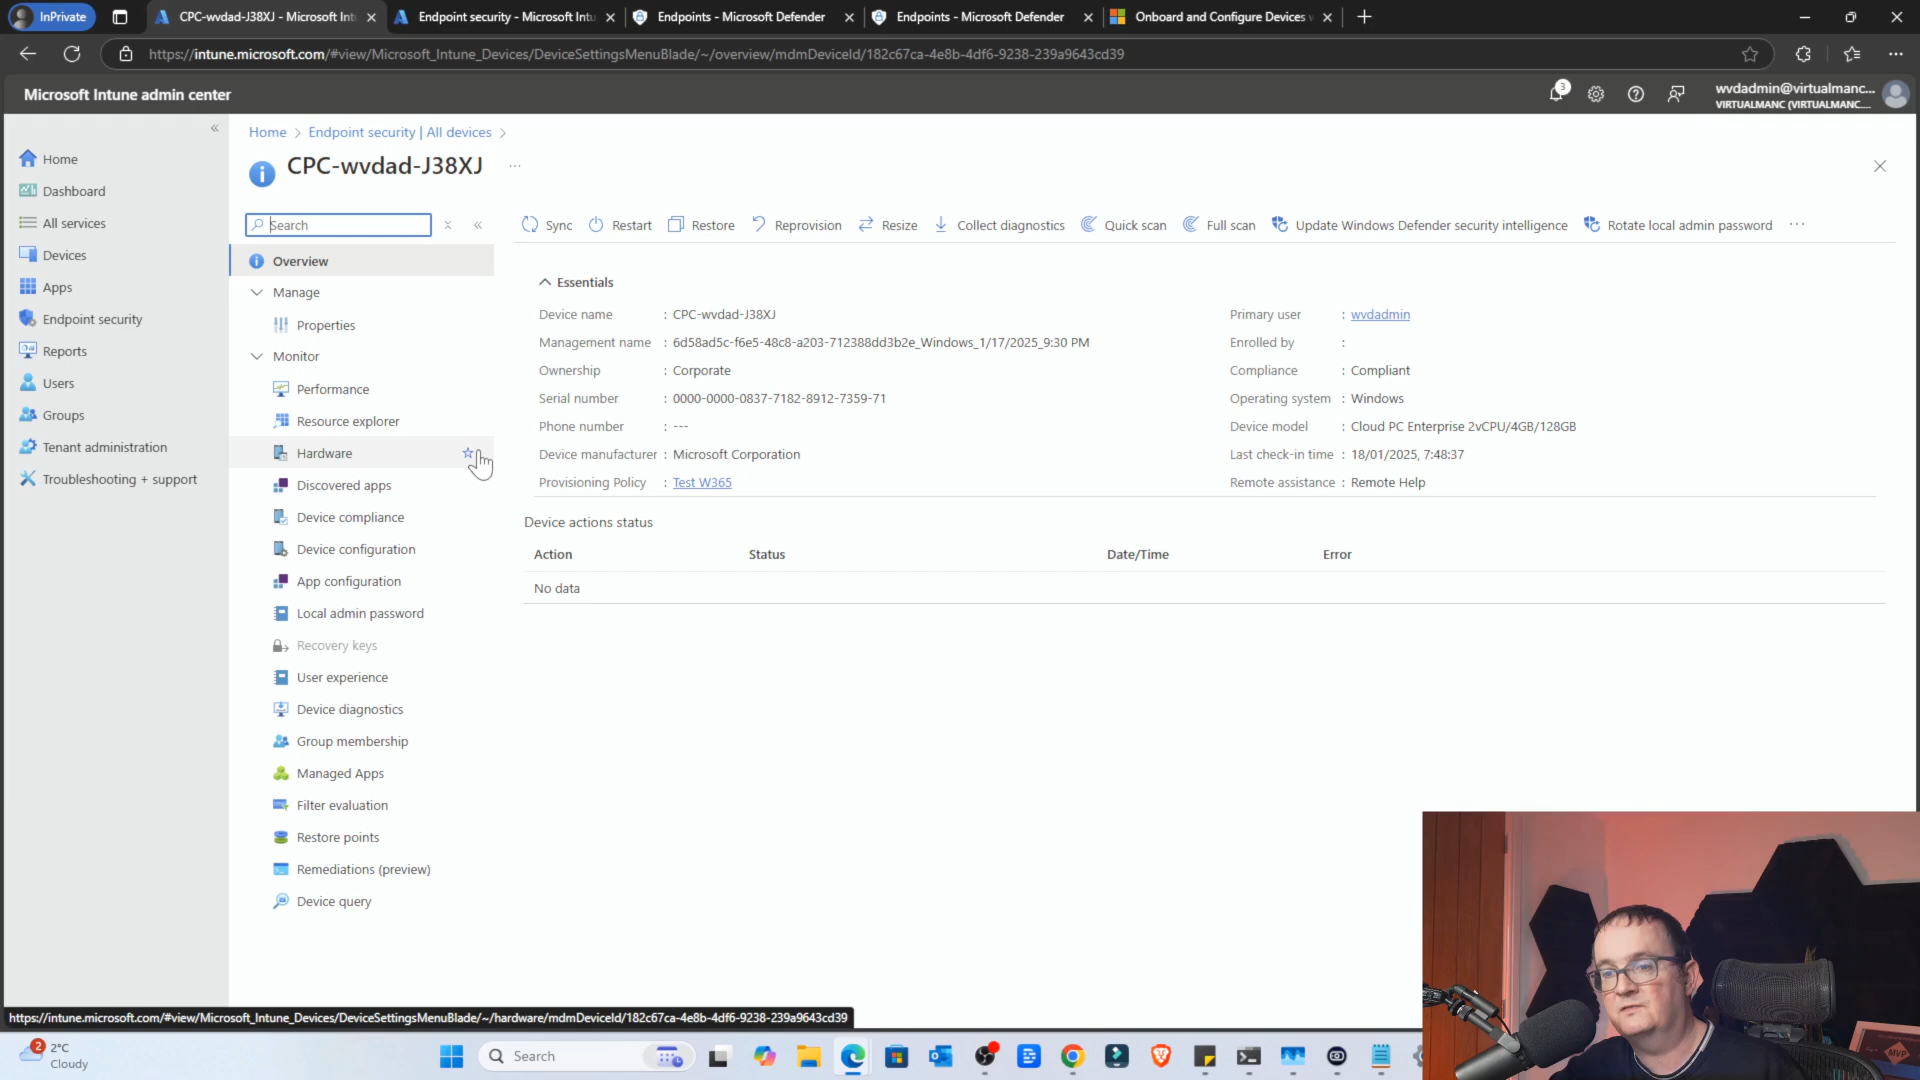 InPrivate
CPC-wvdad-J38XJ - Microsoft Int
Endpoint security - Microsoft Intu
Endpoints - Microsoft Defender
Endpoints - Microsoft Defender
Onboard and Configure Devices
https://intune.microsoft.com/#view/Microsoft_Intune_Devices/DeviceSettingsMenuBlade/~/overview/mdmDeviceId/182c67ca-4e8b-4df6-9238-239a9643cd39
Microsoft Intune admin center
3
wvdadmin@virtualmanc...
VIRTUALMANC (VIRTUALMANC....
Home
Dashboard
All services
Devices
Apps
Endpoint security
Reports
Users
Groups
Tenant administration
Troubleshooting + support
Home > Endpoint security | All devices >
CPC-wvdad-J38XJ ...
Search
Overview
Manage
Properties
Monitor
Performance
Resource explorer
Hardware
Discovered apps
Device compliance
Device configuration
App configuration
Local admin password
Recovery keys
User experience
Device diagnostics
Group membership
Managed Apps
Filter evaluation
Restore points
Remediations (preview)
Device query
Sync Restart Restore Reprovision Resize Collect diagnostics Quick scan Full scan Update Windows Defender security intelligence Rotate local admin password ...
Essentials
Device name : CPC-wvdad-J38XJ
Management name : 6d58ad5c-f6e5-48c8-a203-712388dd3b2e_Windows_1/17/2025_9:30 PM
Ownership : Corporate
Serial number : 0000-0000-0837-7182-8912-7359-71
Phone number : ---
Device manufacturer : Microsoft Corporation
Provisioning Policy : Test W365
Primary user : wvdadmin
Enrolled by :
Compliance : Compliant
Operating system : Windows
Device model : Cloud PC Enterprise 2vCPU/4GB/128GB
Last check-in time : 18/01/2025, 7:48:37
Remote assistance : Remote Help
Device actions status
Action Status Date/Time Error
No data
https://intune.microsoft.com/#view/Microsoft_Intune_Devices/DeviceSettingsMenuBlade/~/hardware/mdmDeviceId/182c67ca-4e8b-4df6-9238-239a9643cd39
2
2°C
Cloudy
Search
MVP